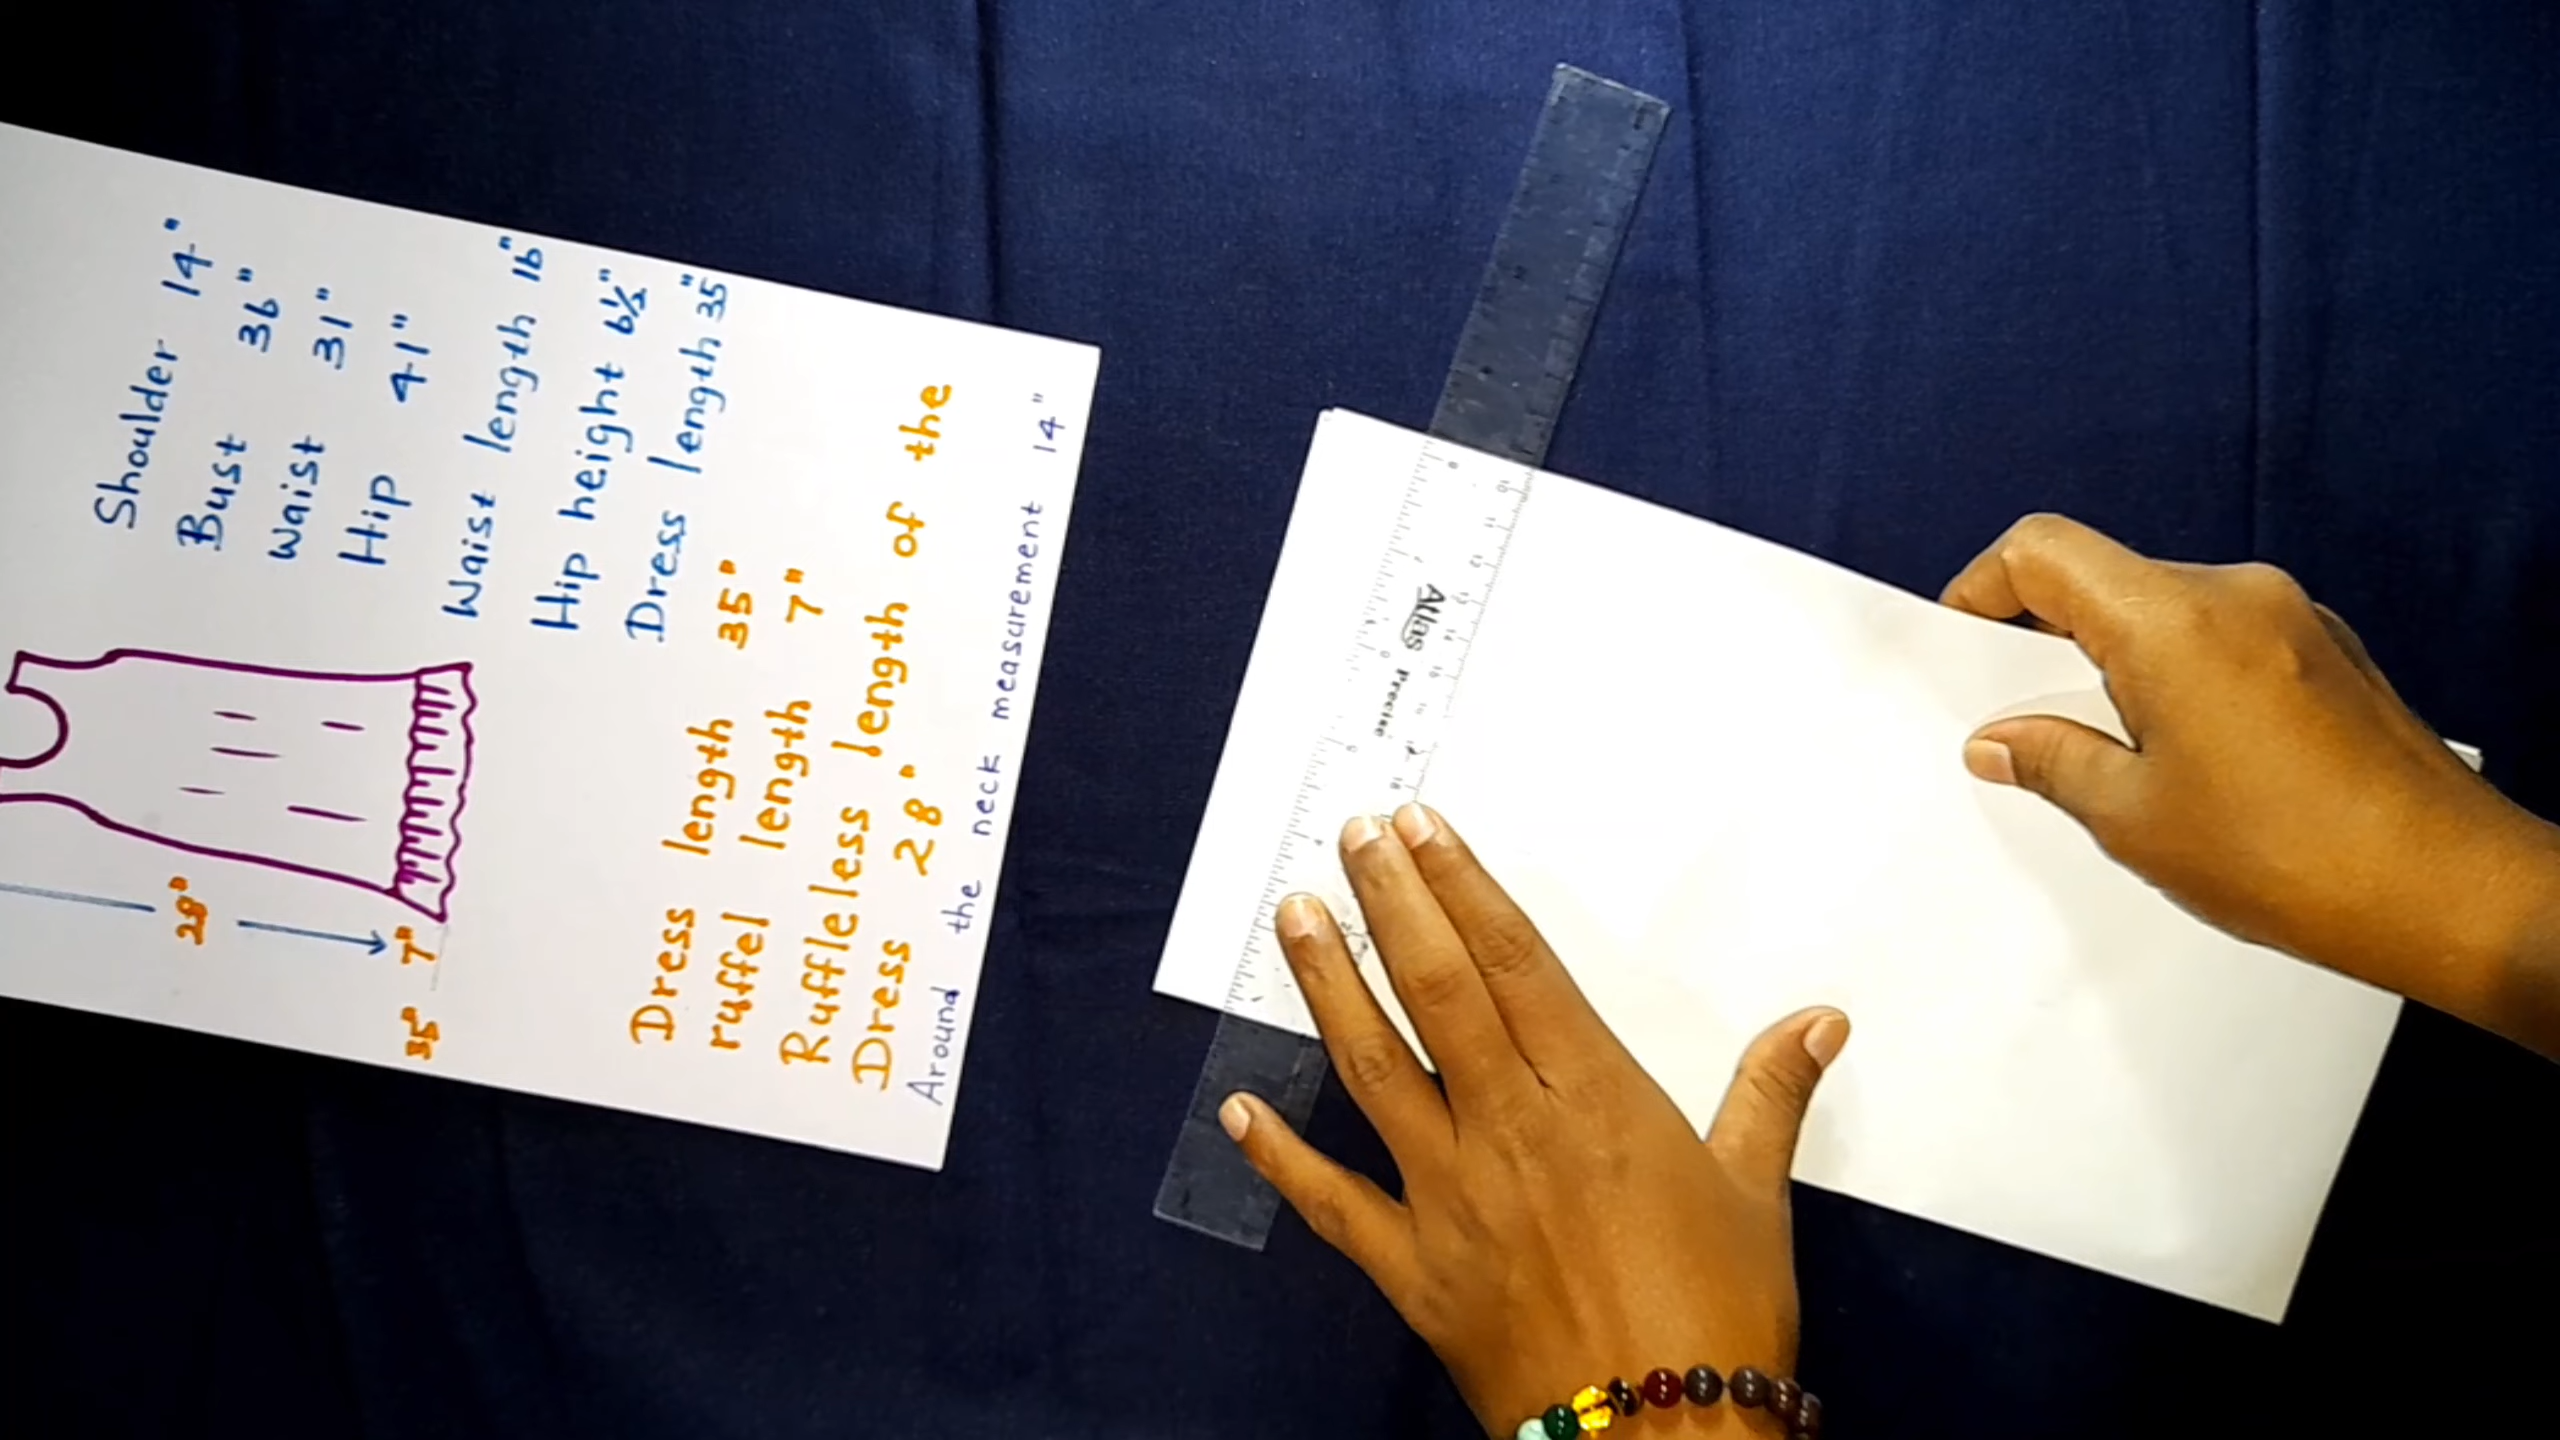 Shoulder 14"
Bust 36"
Waist 31"
Hip 41"
Waist length 16"
Hip height 6½"
Dress length 35"
28"
7"
35"
Dress length 35"
ruffel length 7"
Ruffleless length of the
Dress 28"
Around the neck measurement 14"
Atlas Precise